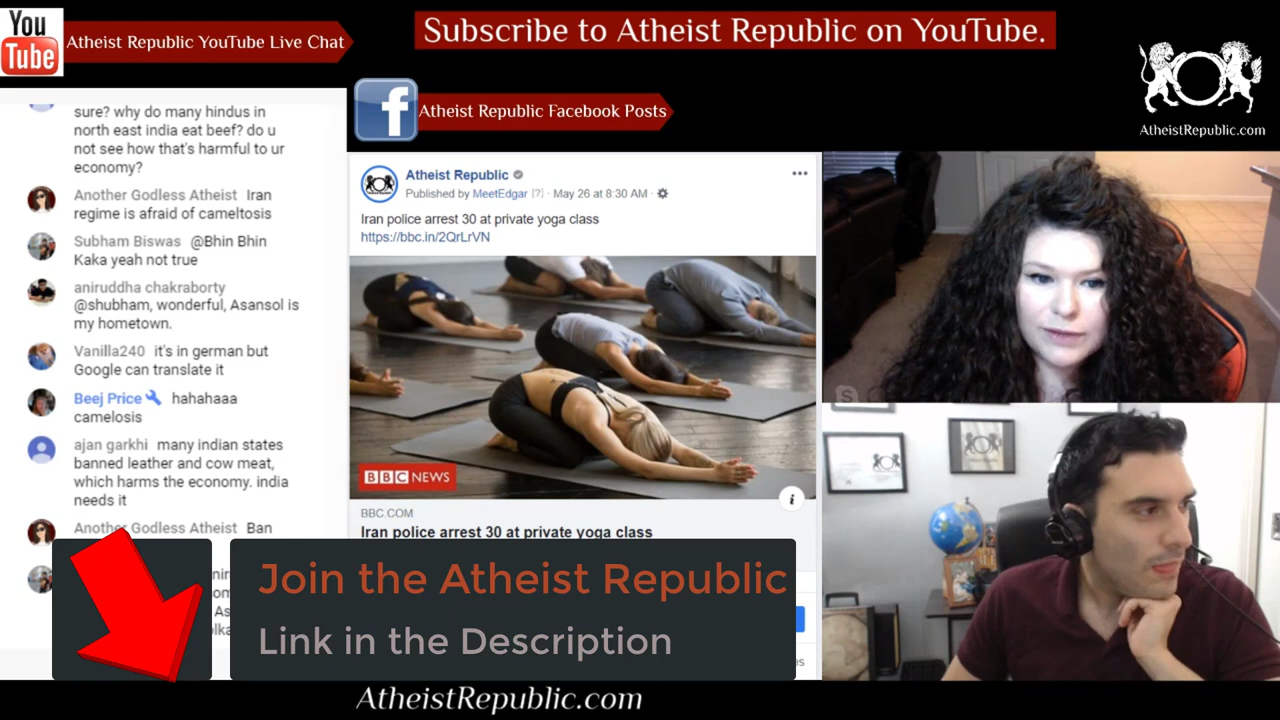 You
Tube
Atheist Republic YouTube Live Chat
Subscribe to Atheist Republic on YouTube.
AtheistRepublic.com
f
Atheist Republic Facebook Posts
sure? why do many hindus in
north east india eat beef? do u
not see how that's harmful to ur
economy?
Another Godless Atheist Iran
regime is afraid of cameltosis
Subham Biswas @Bhin Bhin
Kaka yeah not true
aniruddha chakraborty
@shubham, wonderful, Asansol is
my hometown.
Vanilla240 it's in german but
Google can translate it
Beej Price hahahaaa
camelosis
ajan garkhi many indian states
banned leather and cow meat,
which harms the economy. india
needs it
Another Godless Atheist Ban
Atheist Republic
Published by MeetEdgar [?] · May 26 at 8:30 AM ·
Iran police arrest 30 at private yoga class
https://bbc.in/2QrLrVN
BBC NEWS
i
BBC.COM
Iran police arrest 30 at private yoga class
Join the Atheist Republic
Link in the Description
AtheistRepublic.com